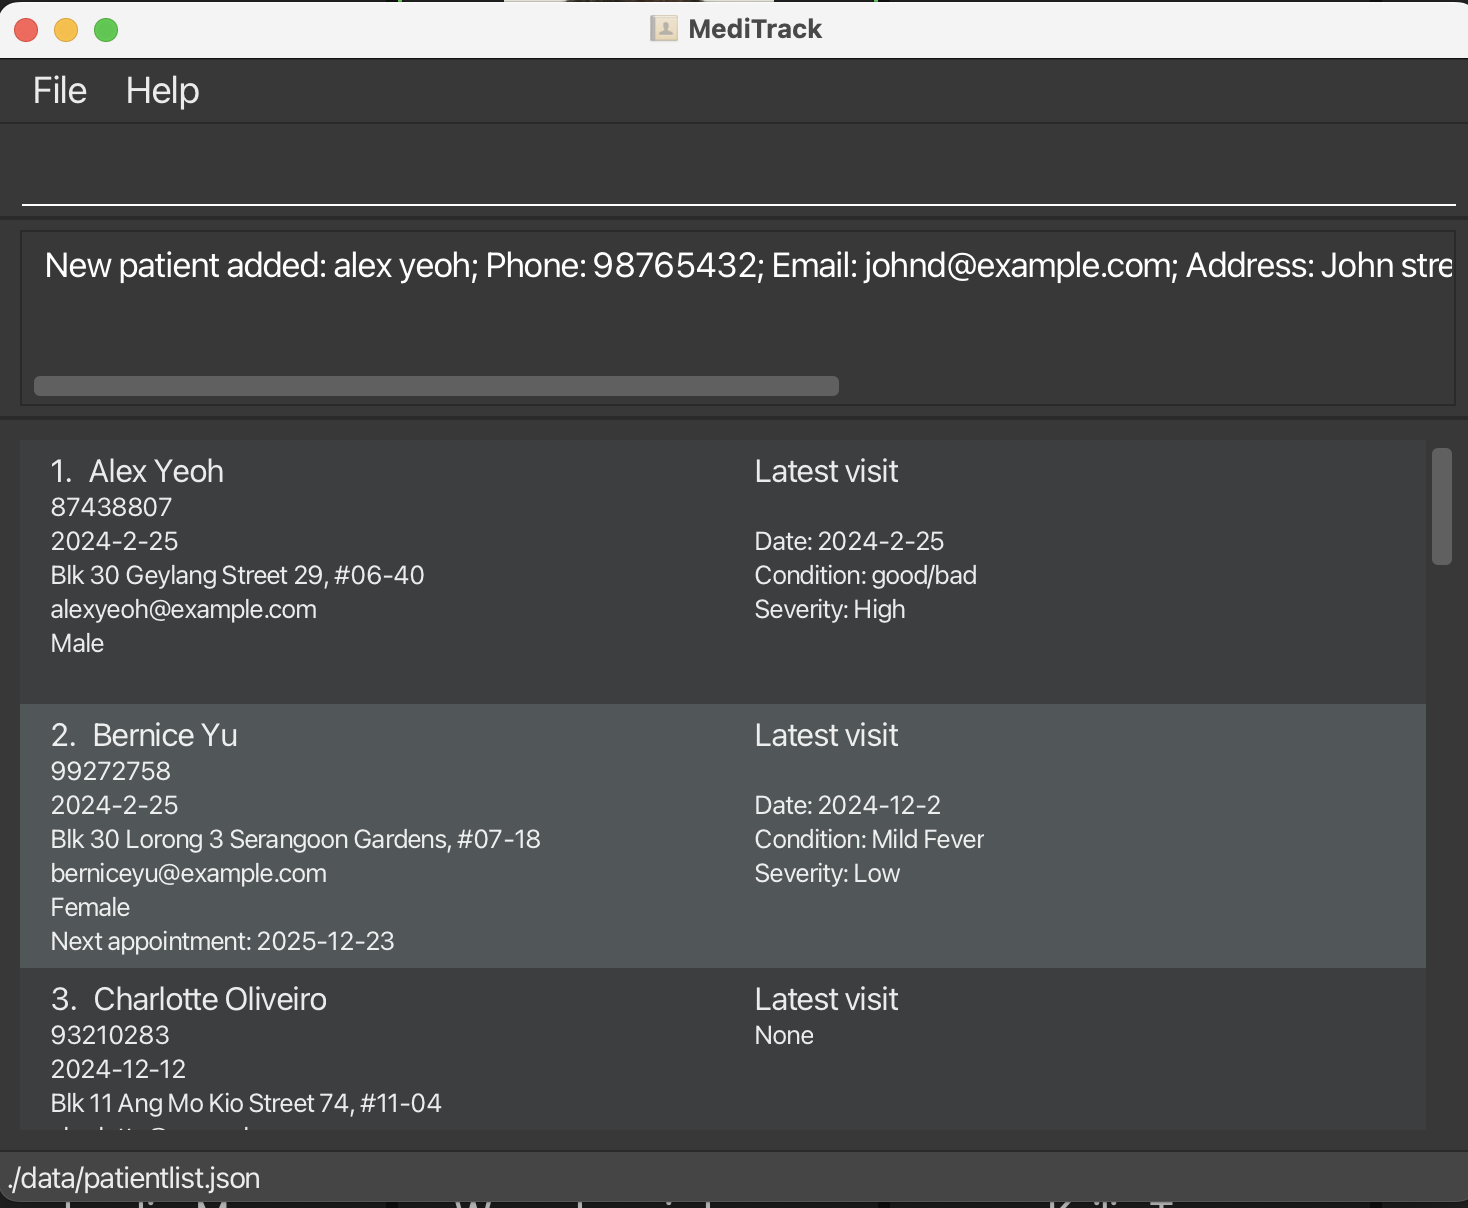 MediTrack
File Help
New patient added: alex yeoh; Phone: 98765432; Email: johnd@example.com; Address: John stre
1. Alex Yeoh
87438807
2024-2-25
Blk 30 Geylang Street 29, #06-40
alexyeoh@example.com
Male
Latest visit
Date: 2024-2-25
Condition: good/bad
Severity: High
2. Bernice Yu
99272758
2024-2-25
Blk 30 Lorong 3 Serangoon Gardens, #07-18
berniceyu@example.com
Female
Next appointment: 2025-12-23
Latest visit
Date: 2024-12-2
Condition: Mild Fever
Severity: Low
3. Charlotte Oliveiro
93210283
2024-12-12
Blk 11 Ang Mo Kio Street 74, #11-04
Latest visit
None
./data/patientlist.json